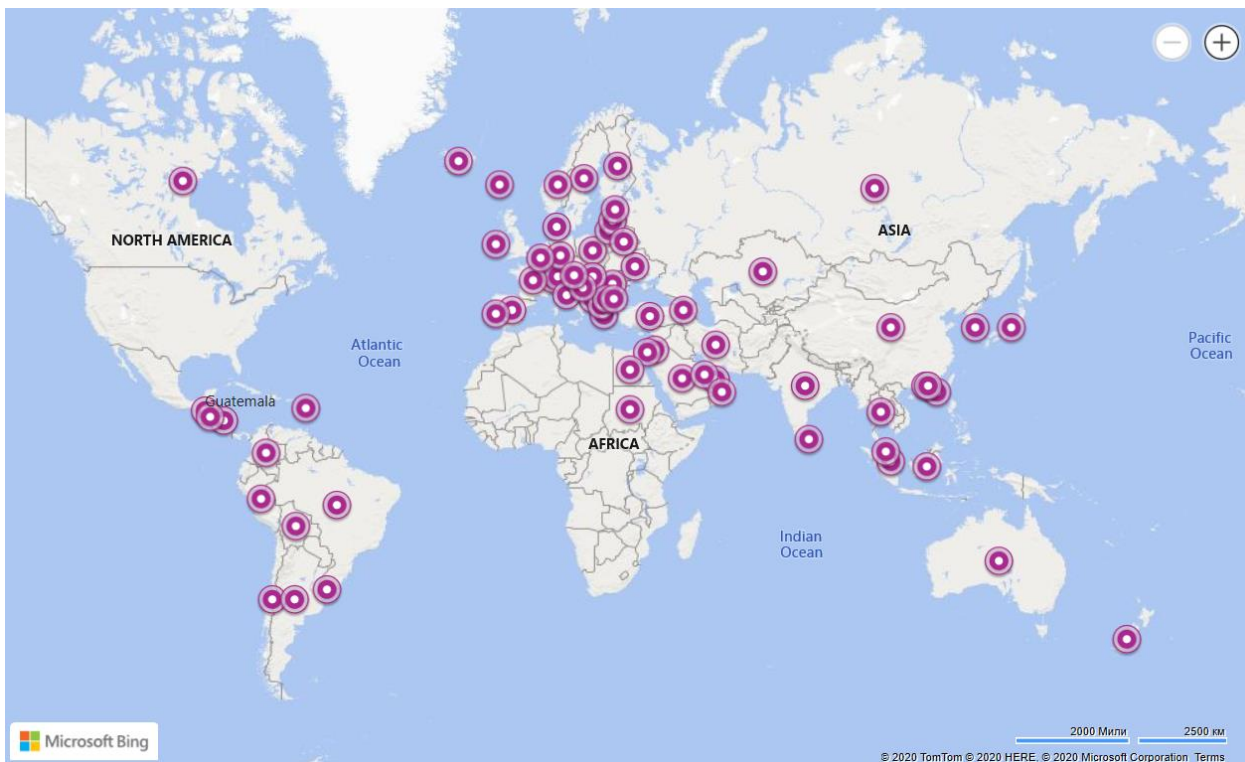 NORTH AMERICA
ASIA
Atlantic
Ocean
Pacific
Ocean
Guatemala
AFRICA
Indian
Ocean
2000 Мили 2500 км
Microsoft Bing
© 2020 TomTom © 2020 HERE, © 2020 Microsoft Corporation Terms